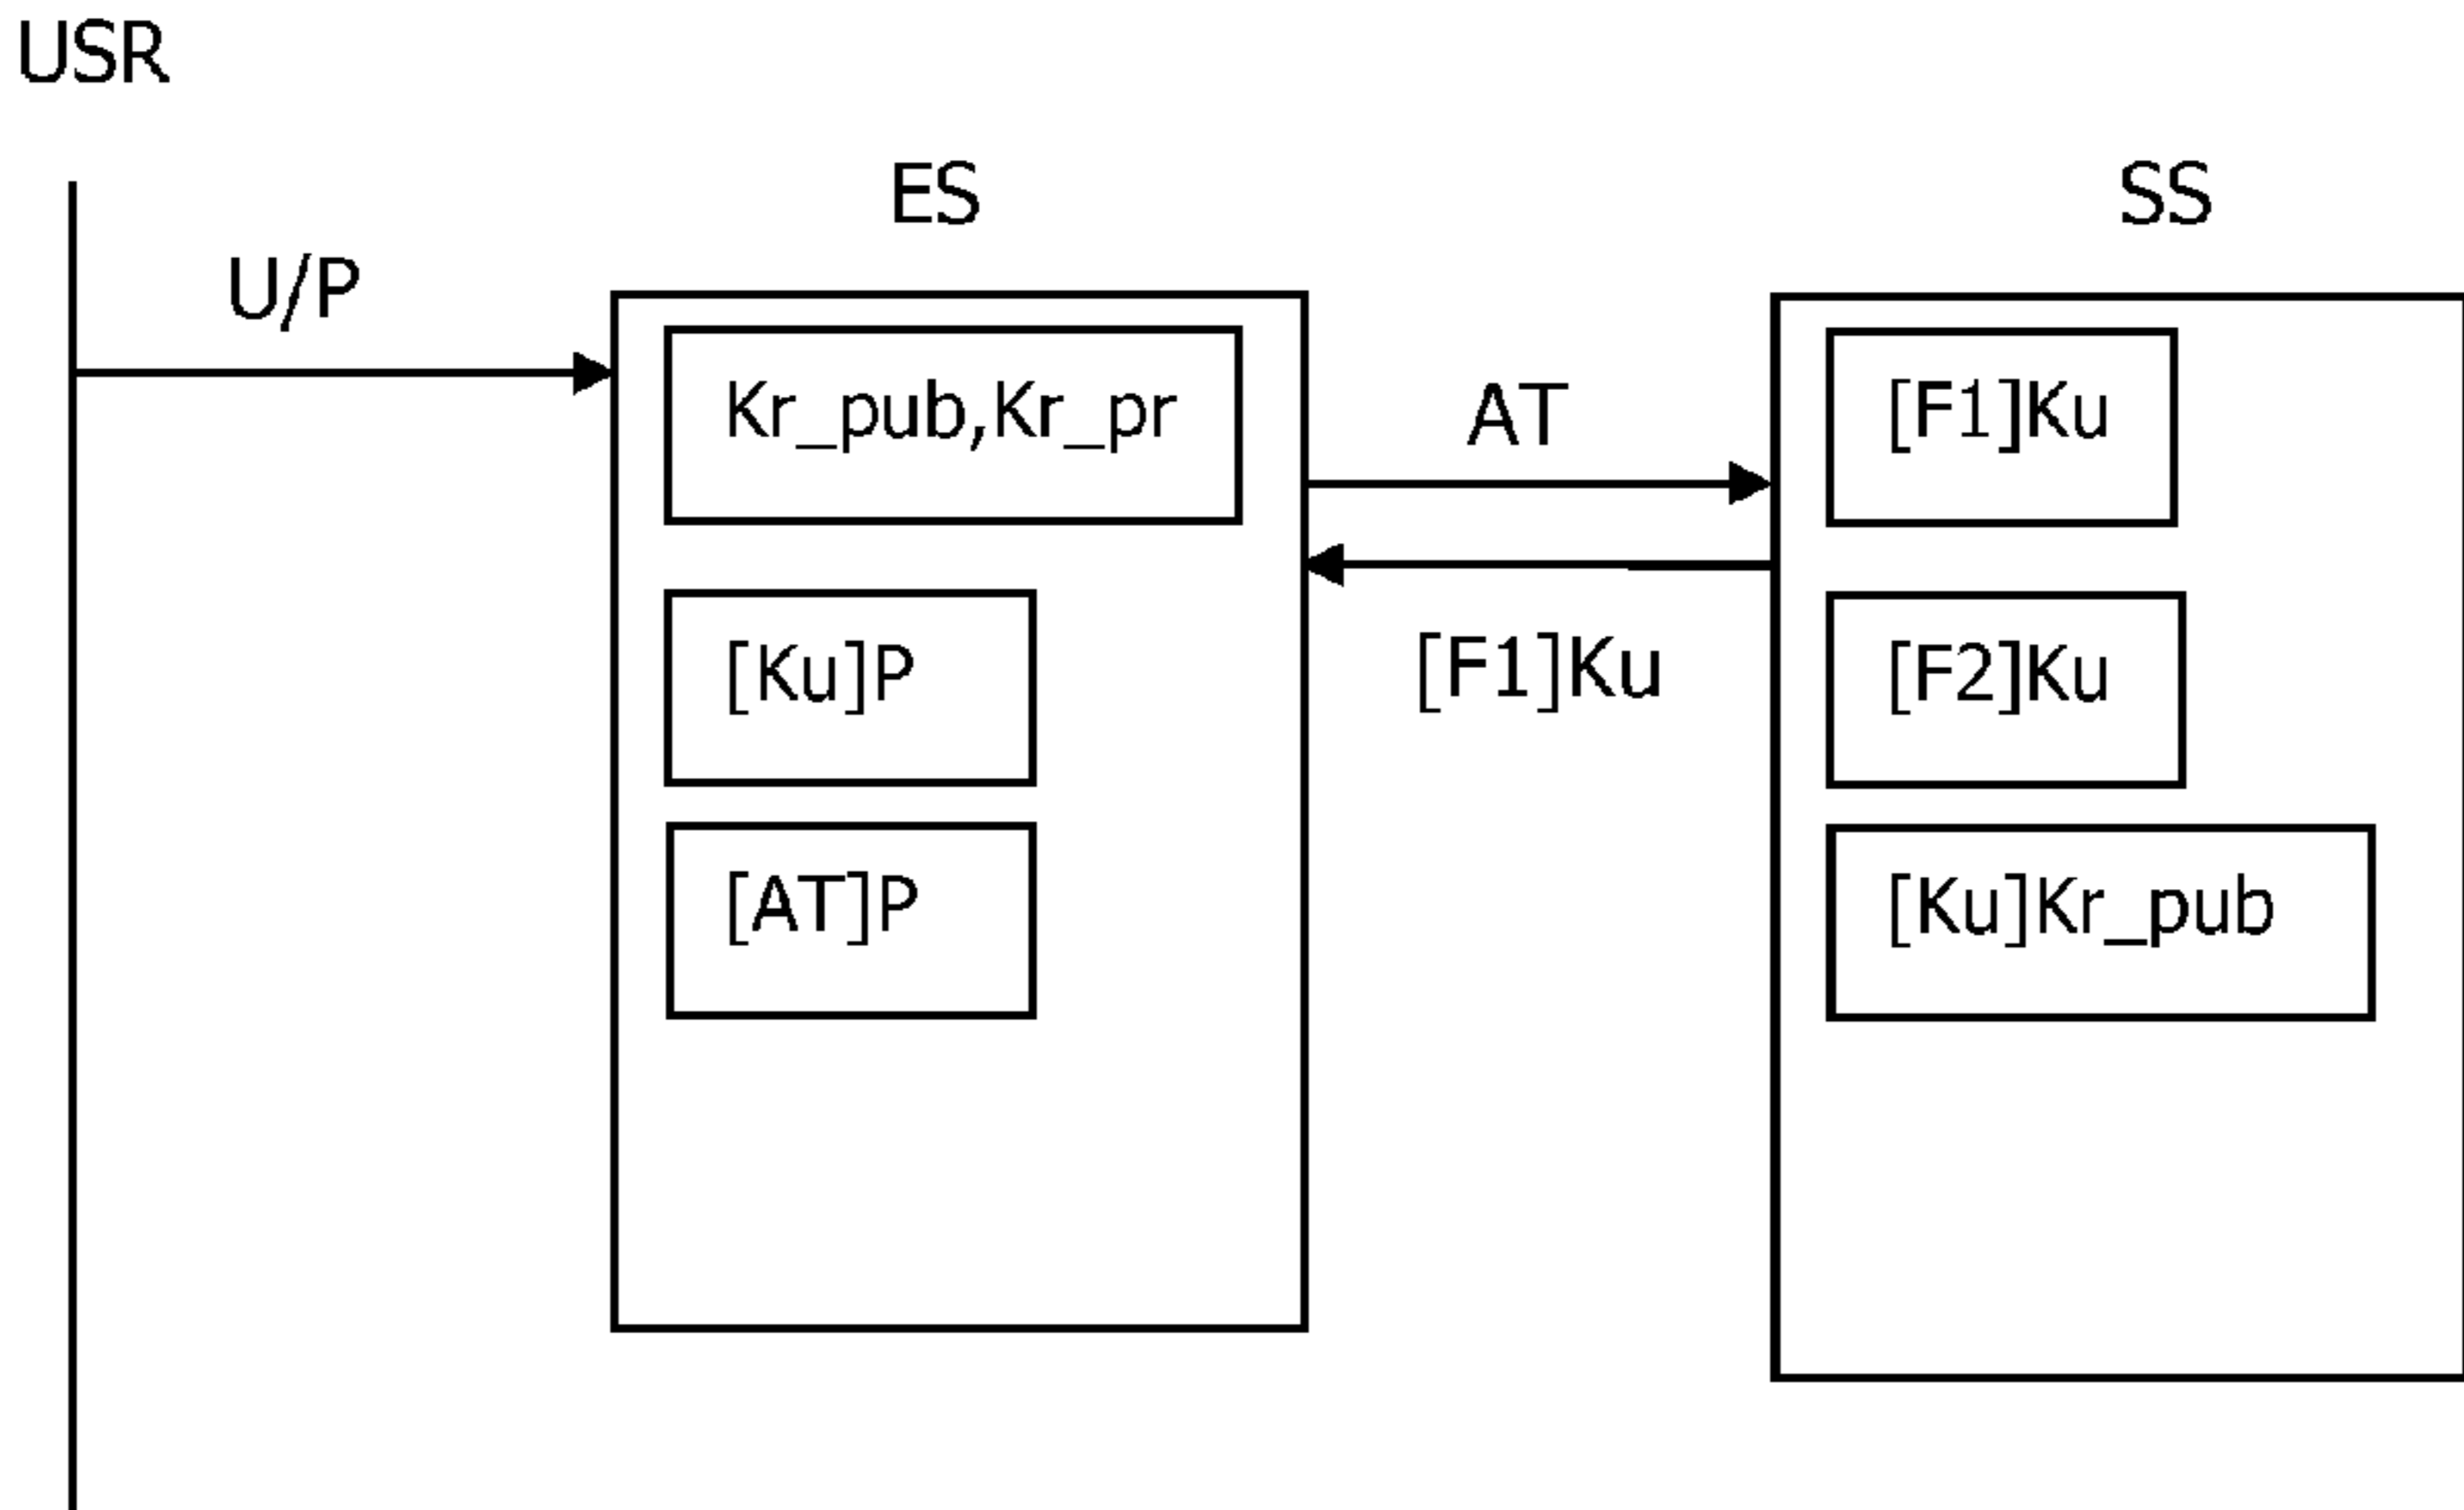 USR
ES
SS
U/P
Kr_pub,Kr_pr
AT
[F1]Ku
[Ku]P
[F1]Ku
[F2]Ku
[AT]P
[Ku]Kr_pub